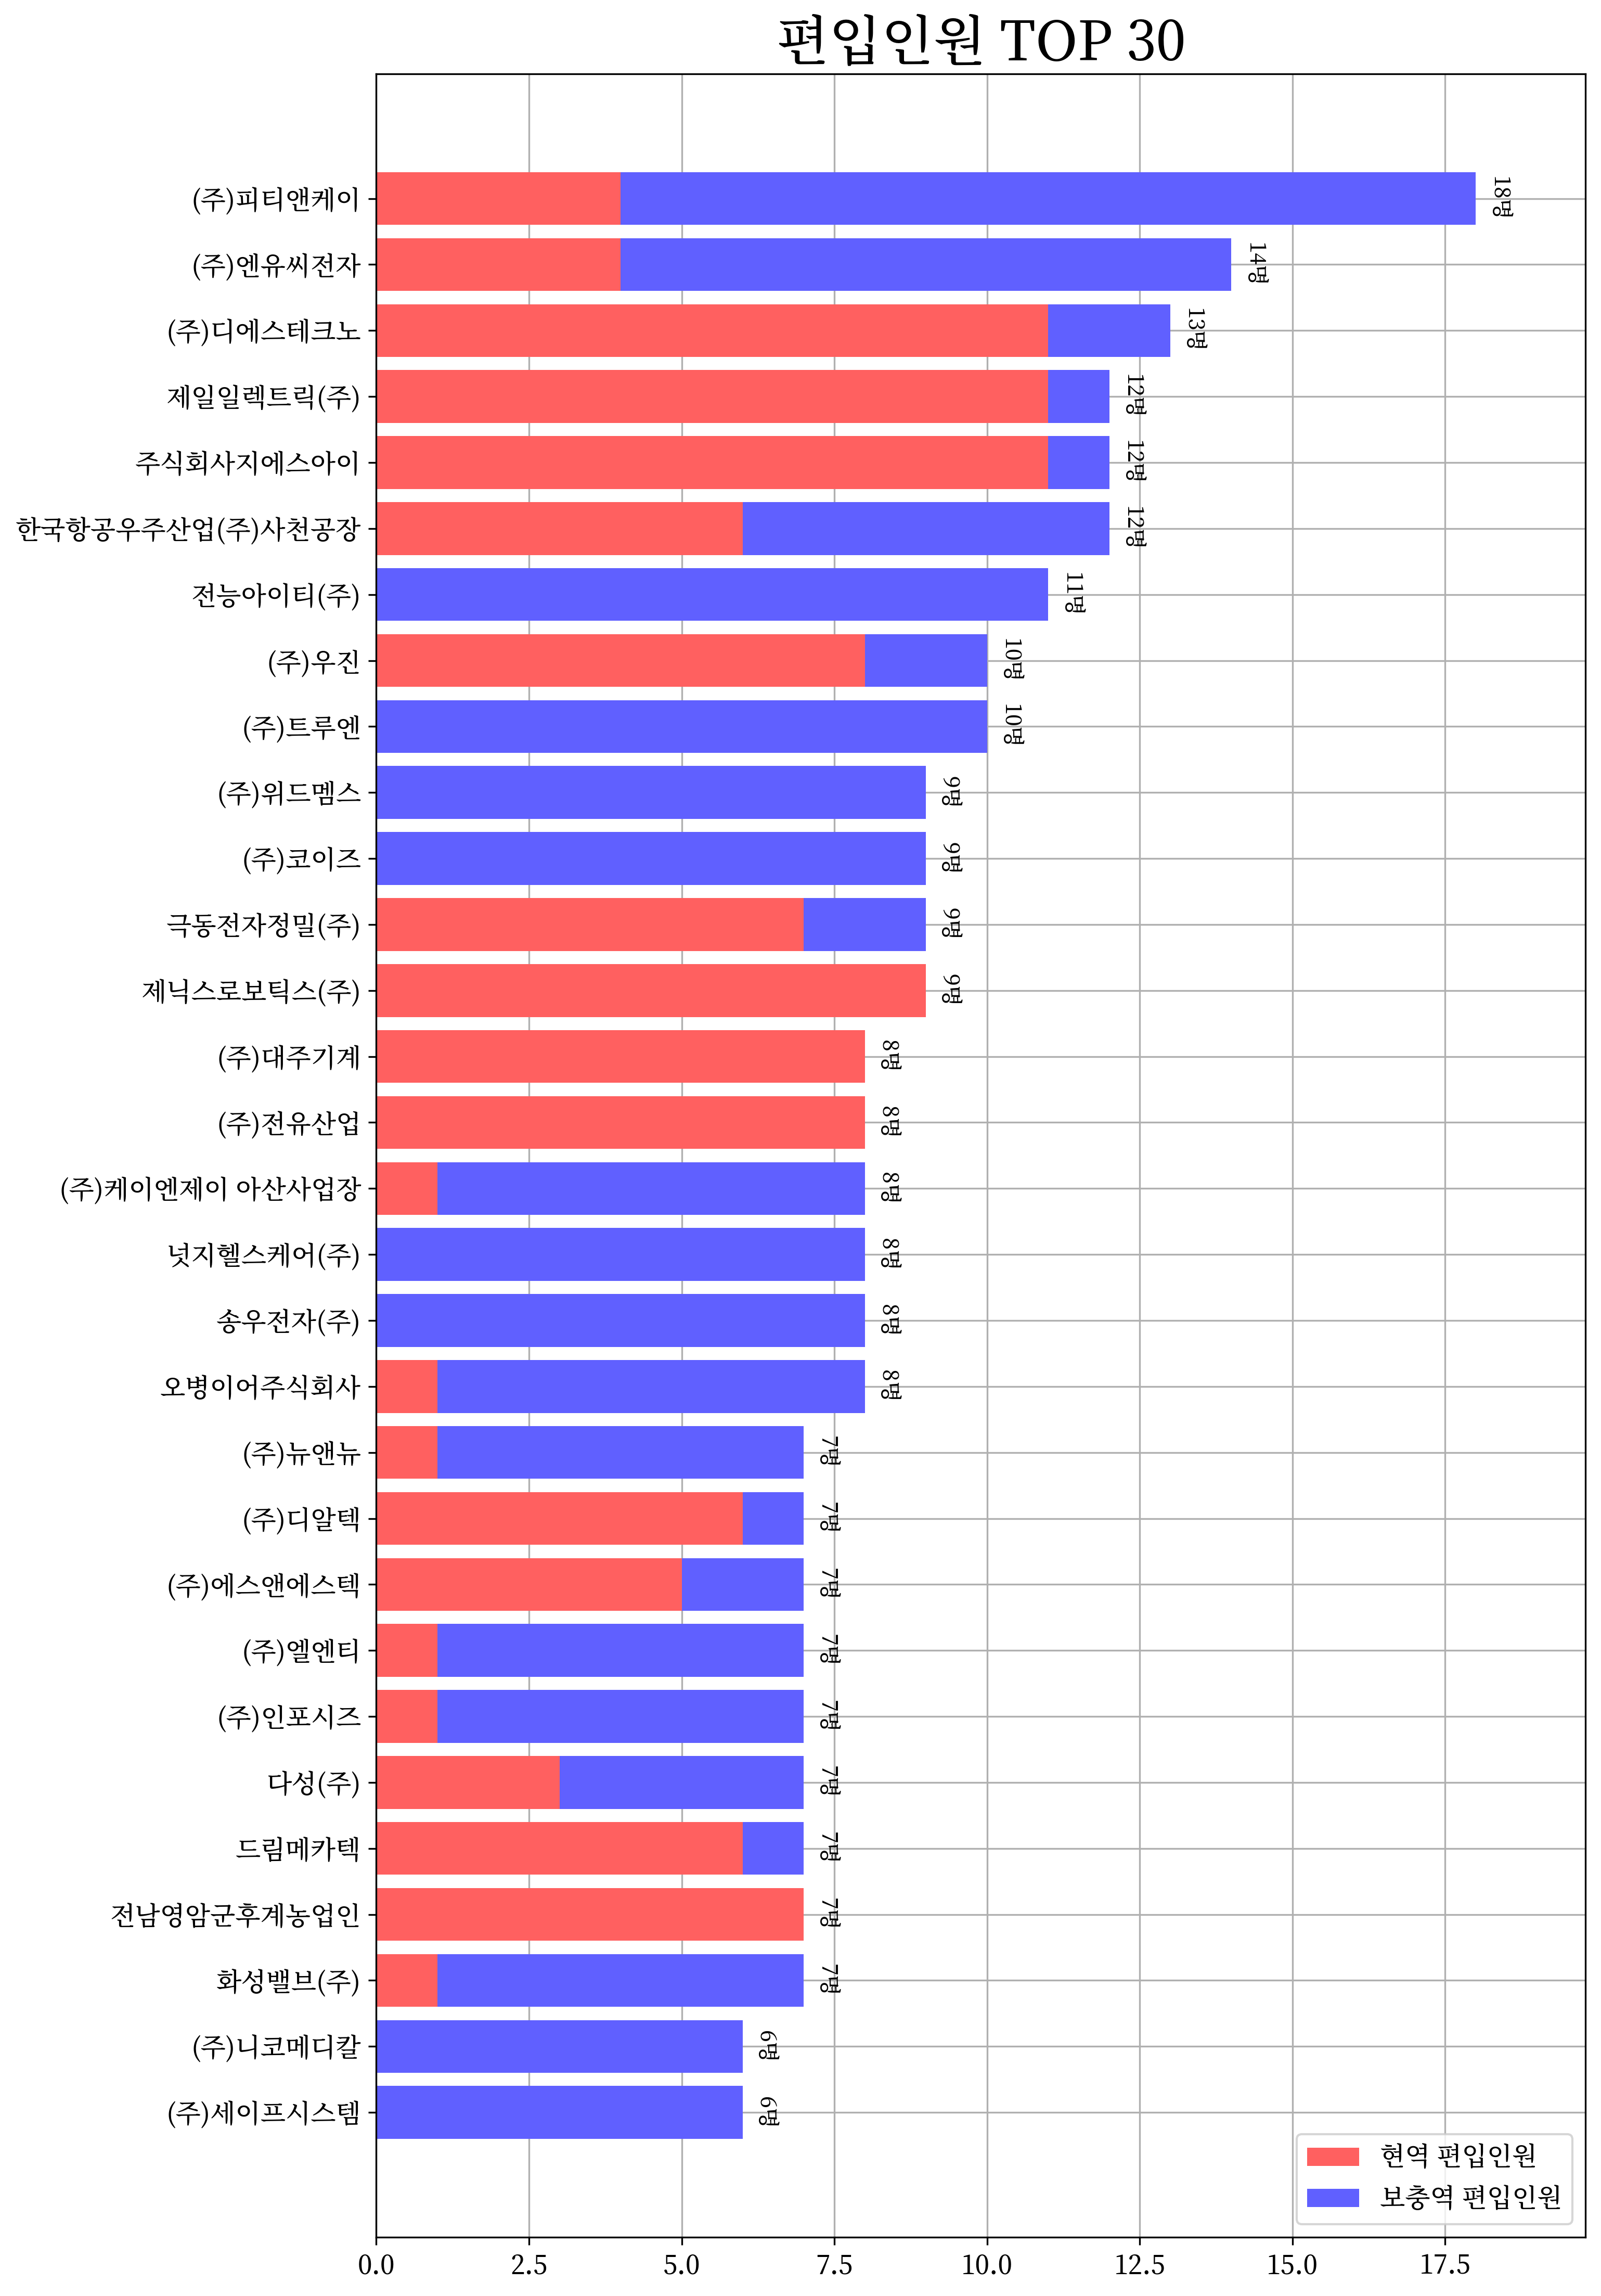 편입인원 TOP 30
(주)피티앤케이 18명
(주)엔유씨전자 14명
(주)디에스테크노 13명
제일일렉트릭(주) 12명
주식회사지에스아이 12명
한국항공우주산업(주)사천공장 12명
전능아이티(주) 11명
(주)우진 10명
(주)트루엔 10명
(주)위드멤스 9명
(주)코이즈 9명
극동전자정밀(주) 9명
제닉스로보틱스(주) 9명
(주)대주기계 8명
(주)전유산업 8명
(주)케이엔제이 아산사업장 8명
넛지헬스케어(주) 8명
송우전자(주) 8명
오병이어주식회사 8명
(주)뉴앤뉴 7명
(주)디알텍 7명
(주)에스앤에스텍 7명
(주)엘엔티 7명
(주)인포시즈 7명
다성(주) 7명
드림메카텍 7명
전남영암군후계농업인 7명
화성밸브(주) 7명
(주)니코메디칼 6명
(주)세이프시스템 6명
현역 편입인원
보충역 편입인원
0.0 2.5 5.0 7.5 10.0 12.5 15.0 17.5